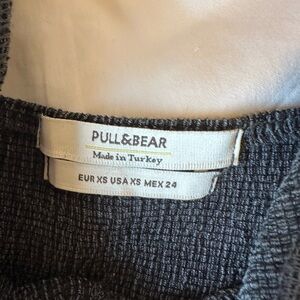 PULL&BEAR
Made in Turkey
EUR XS USA XS MEX 24